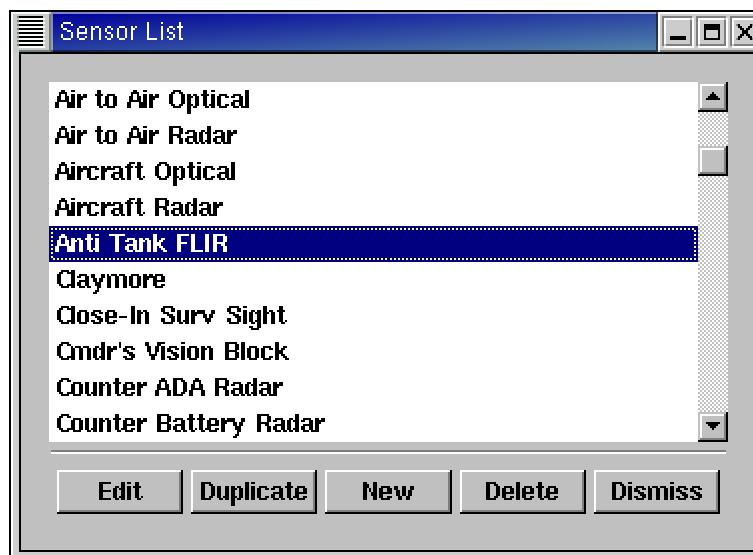 Sensor List
Air to Air Optical
Air to Air Radar
Aircraft Optical
Aircraft Radar
Anti Tank FLIR
Claymore
Close-In Surv Sight
Cmdr's Vision Block
Counter ADA Radar
Counter Battery Radar
Edit Duplicate New Delete Dismiss